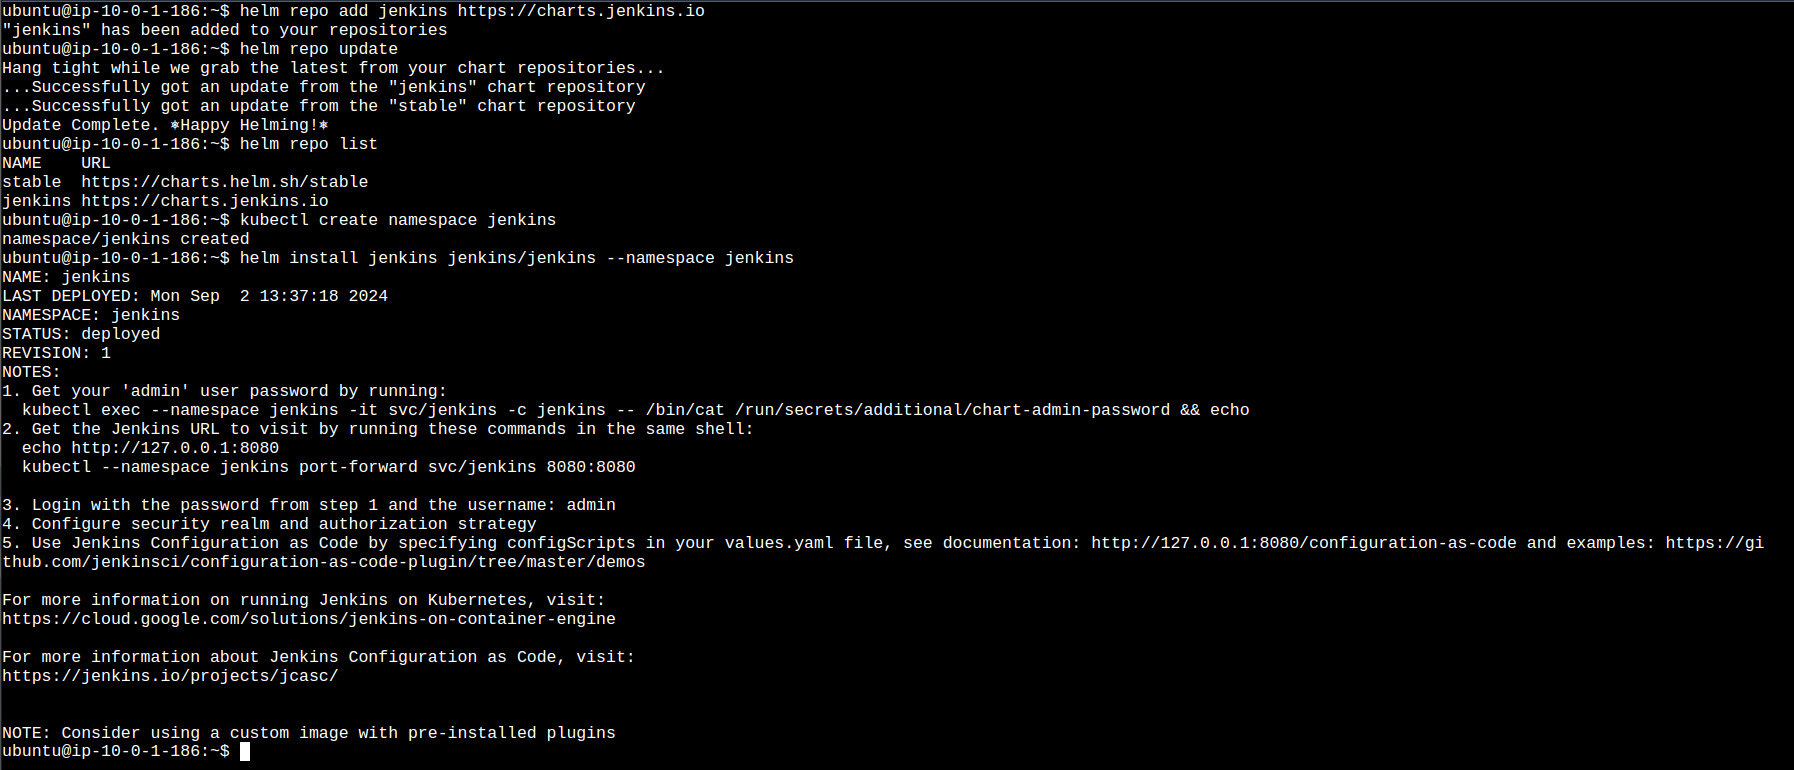 ubuntu@ip-10-0-1-186:~$ helm repo add jenkins https://charts.jenkins.io
"jenkins" has been added to your repositories
ubuntu@ip-10-0-1-186:~$ helm repo update
Hang tight while we grab the latest from your chart repositories...
...Successfully got an update from the "jenkins" chart repository
...Successfully got an update from the "stable" chart repository
Update Complete. ⎈Happy Helming!⎈
ubuntu@ip-10-0-1-186:~$ helm repo list
NAME    URL
stable  https://charts.helm.sh/stable
jenkins https://charts.jenkins.io
ubuntu@ip-10-0-1-186:~$ kubectl create namespace jenkins
namespace/jenkins created
ubuntu@ip-10-0-1-186:~$ helm install jenkins jenkins/jenkins --namespace jenkins
NAME: jenkins
LAST DEPLOYED: Mon Sep  2 13:37:18 2024
NAMESPACE: jenkins
STATUS: deployed
REVISION: 1
NOTES:
1. Get your 'admin' user password by running:
  kubectl exec --namespace jenkins -it svc/jenkins -c jenkins -- /bin/cat /run/secrets/additional/chart-admin-password && echo
2. Get the Jenkins URL to visit by running these commands in the same shell:
  echo http://127.0.0.1:8080
  kubectl --namespace jenkins port-forward svc/jenkins 8080:8080

3. Login with the password from step 1 and the username: admin
4. Configure security realm and authorization strategy
5. Use Jenkins Configuration as Code by specifying configScripts in your values.yaml file, see documentation: http://127.0.0.1:8080/configuration-as-code and examples: https://gi
thub.com/jenkinsci/configuration-as-code-plugin/tree/master/demos

For more information on running Jenkins on Kubernetes, visit:
https://cloud.google.com/solutions/jenkins-on-container-engine

For more information about Jenkins Configuration as Code, visit:
https://jenkins.io/projects/jcasc/

NOTE: Consider using a custom image with pre-installed plugins
ubuntu@ip-10-0-1-186:~$